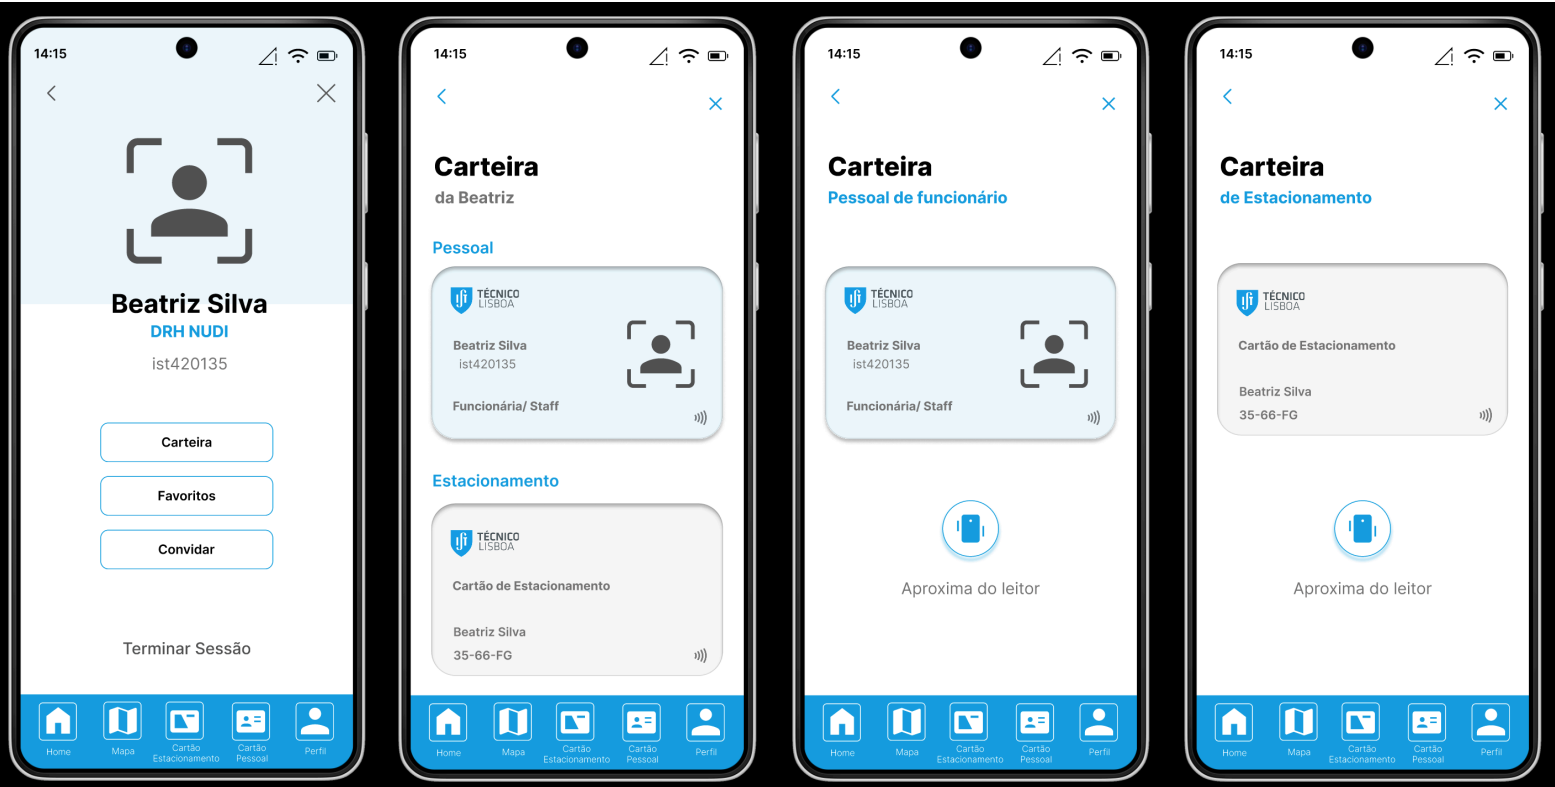 14:15
Beatriz Silva
DRH NUDI
ist420135
Carteira
Favoritos
Convidar
Terminar Sessão
Home
Mapa
Cartão
Estacionamento
Cartão
Pessoal
Perfil
14:15
Carteira
da Beatriz
Pessoal
TÉCNICO
LISBOA
Beatriz Silva
ist420135
Funcionária/ Staff
Estacionamento
TÉCNICO
LISBOA
Cartão de Estacionamento
Beatriz Silva
35-66-FG
Home
Mapa
Cartão
Estacionamento
Cartão
Pessoal
Perfil
14:15
Carteira
Pessoal de funcionário
TÉCNICO
LISBOA
Beatriz Silva
ist420135
Funcionária/ Staff
Aproxima do leitor
Home
Mapa
Cartão
Estacionamento
Cartão
Pessoal
Perfil
14:15
Carteira
de Estacionamento
TÉCNICO
LISBOA
Cartão de Estacionamento
Beatriz Silva
35-66-FG
Aproxima do leitor
Home
Mapa
Cartão
Estacionamento
Cartão
Pessoal
Perfil